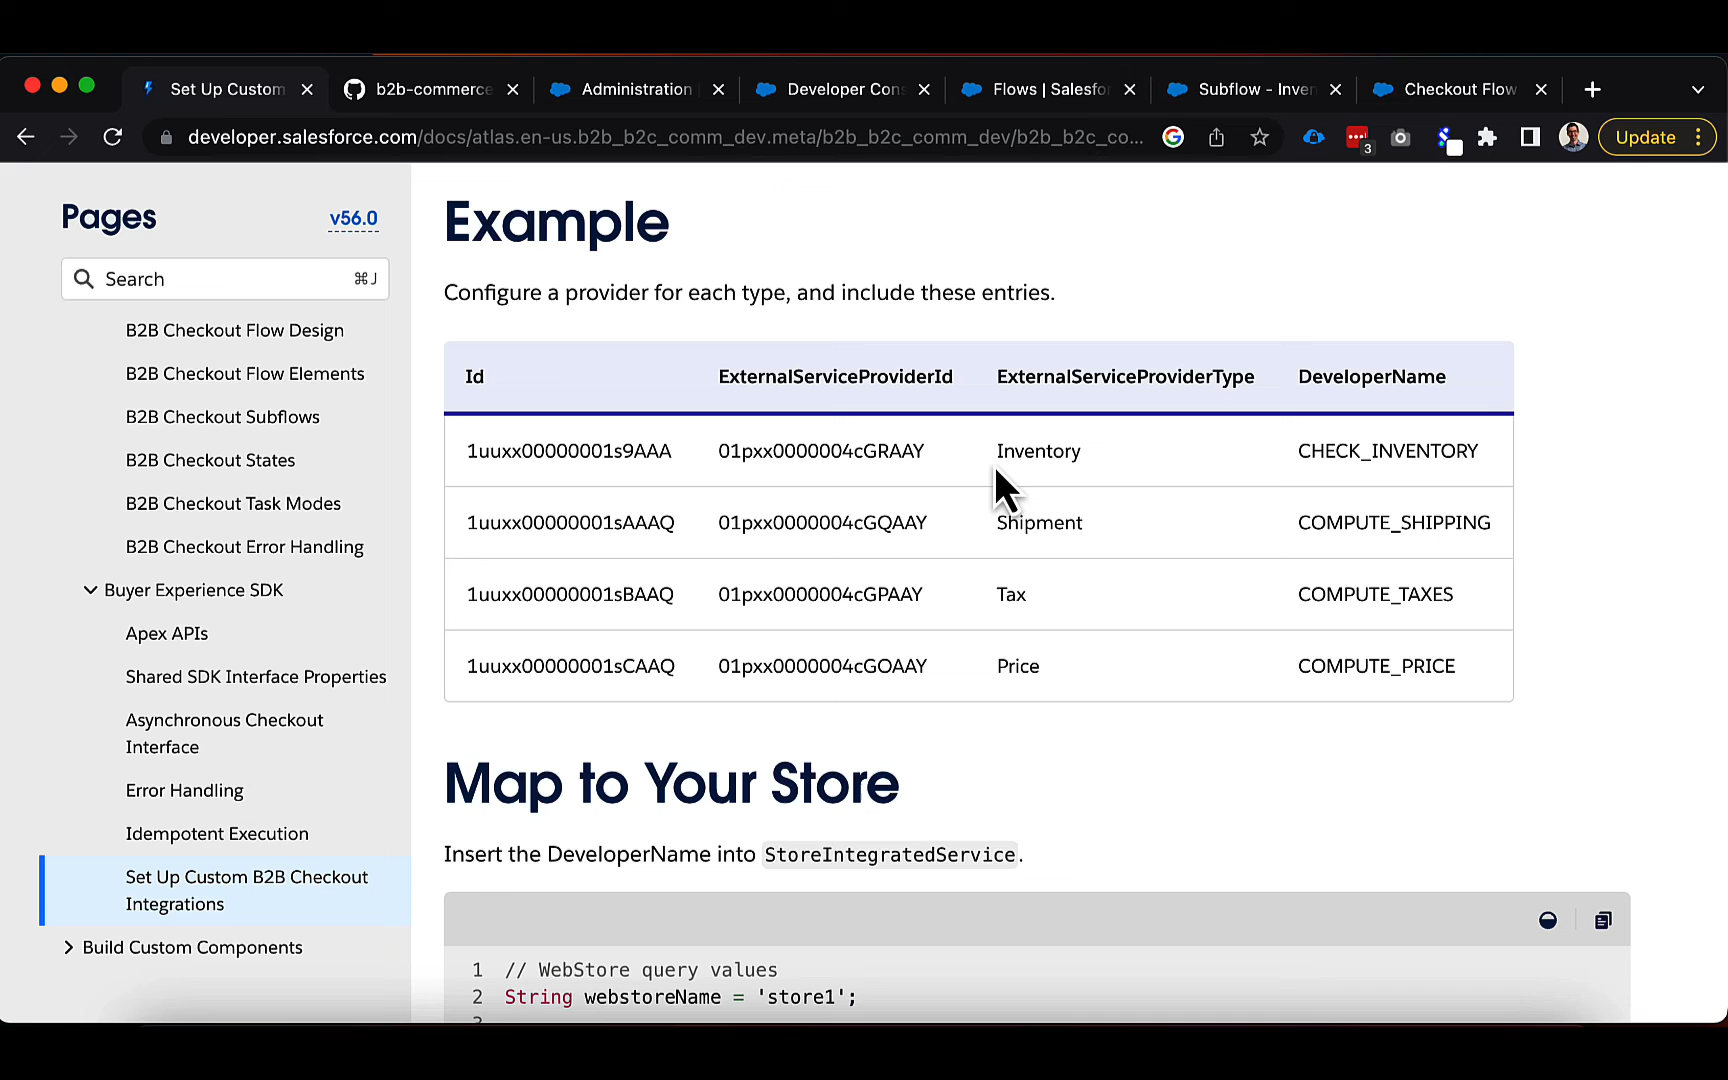 Set Up Custom
b2b-commerce
Administration
Developer Con
Flows | Salesfo
Subflow - Inven
Checkout Flow
developer.salesforce.com/docs/atlas.en-us.b2b_b2c_comm_dev.meta/b2b_b2c_comm_dev/b2b_b2c_co...
3
Update
Pages
v56.0
Search
⌘J
B2B Checkout Flow Design
B2B Checkout Flow Elements
B2B Checkout Subflows
B2B Checkout States
B2B Checkout Task Modes
B2B Checkout Error Handling
Buyer Experience SDK
Apex APIs
Shared SDK Interface Properties
Asynchronous Checkout
Interface
Error Handling
Idempotent Execution
Set Up Custom B2B Checkout
Integrations
Build Custom Components
Example
Configure a provider for each type, and include these entries.
Id ExternalServiceProviderId ExternalServiceProviderType DeveloperName
1uuxx00000001s9AAA 01pxx0000004cGRAAY Inventory CHECK_INVENTORY
1uuxx00000001sAAAQ 01pxx0000004cGQAAY Shipment COMPUTE_SHIPPING
1uuxx00000001sBAAQ 01pxx0000004cGPAAY Tax COMPUTE_TAXES
1uuxx00000001sCAAQ 01pxx0000004cGOAAY Price COMPUTE_PRICE
Map to Your Store
Insert the DeveloperName into StoreIntegratedService.
1 // WebStore query values
2 String webstoreName = 'store1';